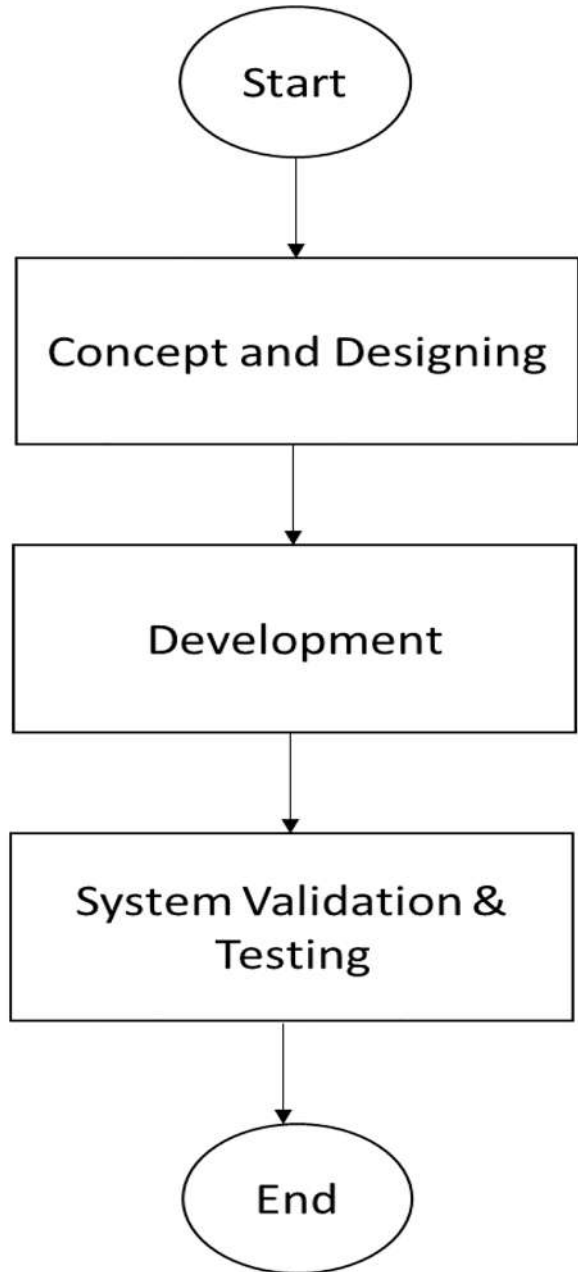 Start
Concept and Designing
Development
System Validation &
Testing
End